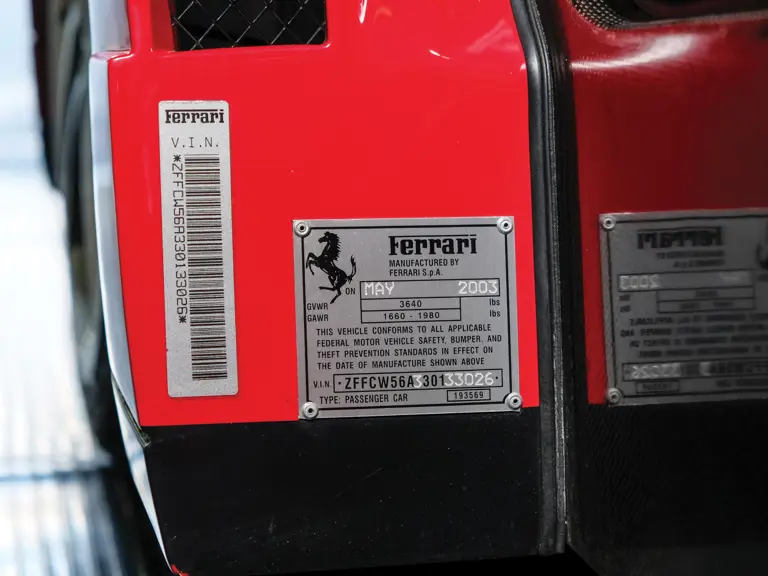 Ferrari
V.I.N.
*ZFFCW56A330133026*
Ferrari
MANUFACTURED BY
FERRARI S.p.A.
ON MAY 2003
GVWR 3640 lbs
GAWR 1660 - 1980 lbs
THIS VEHICLE CONFORMS TO ALL APPLICABLE
FEDERAL MOTOR VEHICLE SAFETY, BUMPER, AND
THEFT PREVENTION STANDARDS IN EFFECT ON
THE DATE OF MANUFACTURE SHOWN ABOVE
V.I.N. ·ZFFCW56A330133026·
TYPE: PASSENGER CAR 193569